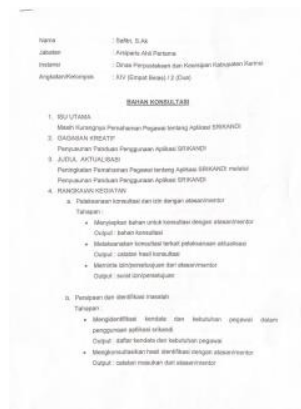 Nama : Safitri, S.As
Jabatan : Arsiparis Ahli Pertama
Instansi : Dinas Perpustakaan dan Kearsipan Kabupaten
Angkatan/Kelompok : XIV (Empat Belas) / 2 (Dua)
BAHAN KONSULTASI
1. ISU UTAMA
Masih Kurangnya Pemahaman Pegawai tentang Aplikasi SRIKANDI
2. GAGASAN KREATIF
Penyusunan Panduan Penggunaan Aplikasi SRIKANDI
3. JUDUL AKTUALISASI
Peningkatan Pemahaman Pegawai tentang Aplikasi SRIKANDI melalui
Penyusunan Panduan Penggunaan Aplikasi SRIKANDI
4. RANGKAIAN KEGIATAN
a. Pelaksanaan konsultasi dan izin dengan atasan/mentor
Tahapan :
• Menyiapkan bahan untuk konsultasi dengan atasan/mentor
Output : bahan konsultasi
• Melaksanakan konsultasi terkait pelaksanaan aktualisasi
Output : catatan hasil konsultasi
• Meminta izin/persetujuan dari atasan/mentor
Output : surat izin/persetujuan
b. Persiapan dan identifikasi masalah
Tahapan :
• Mengidentifikasi kendala dan kebutuhan pegawai dalam
penggunaan aplikasi srikandi
Output : daftar kendala dan kebutuhan pegawai
• Mengkonsultasikan hasil identifikasi dengan atasan/mentor
Output : catatan masukan dari atasan/mentor